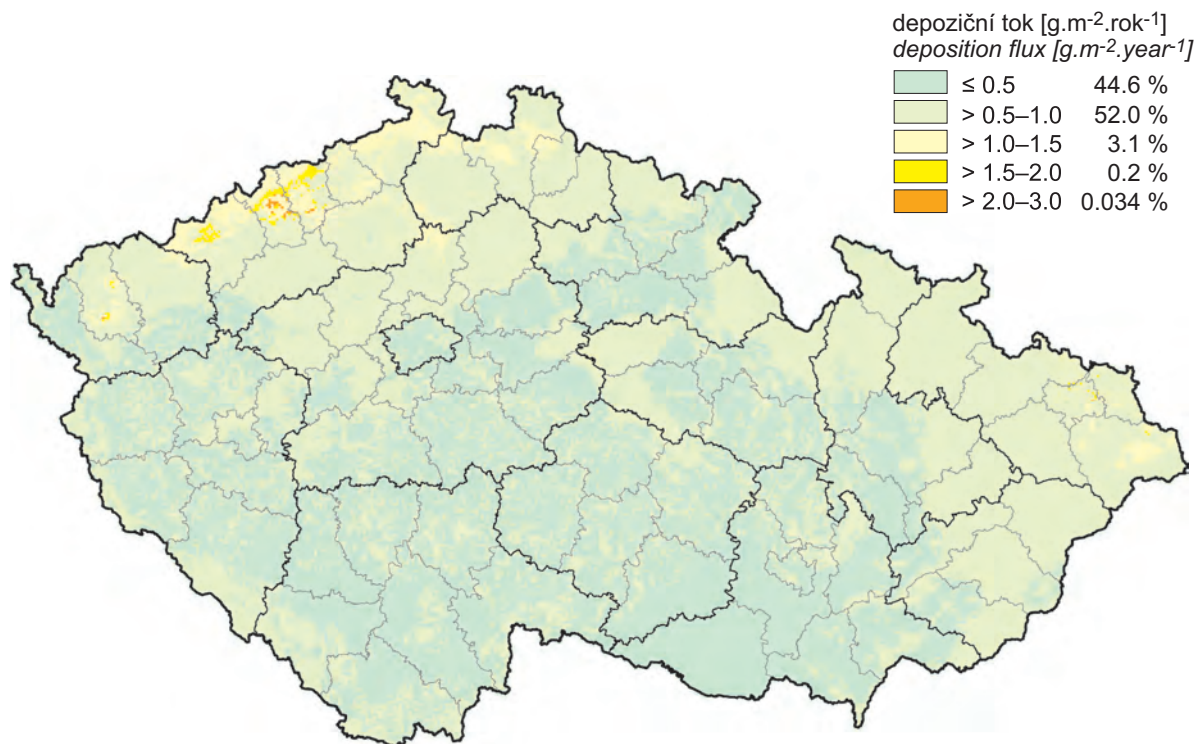 depoziční tok [g.m-2.rok-1]
deposition flux [g.m-2.year-1]
≤ 0.5 44.6 %
> 0.5–1.0 52.0 %
> 1.0–1.5 3.1 %
> 1.5–2.0 0.2 %
> 2.0–3.0 0.034 %